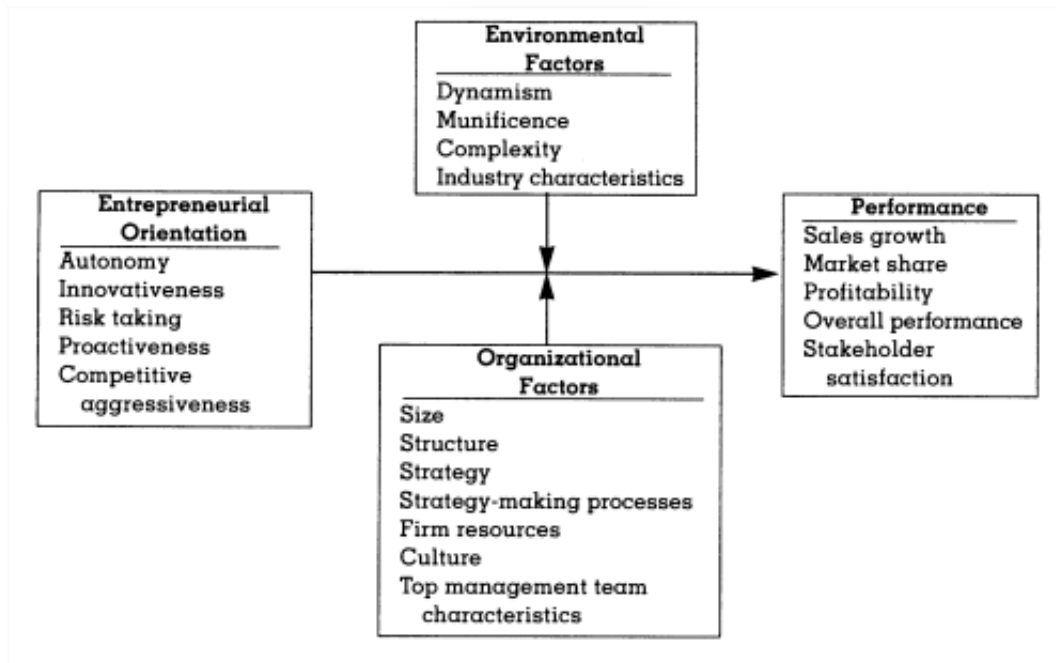 Environmental
Factors
Dynamism
Munificence
Complexity
Industry characteristics
Entrepreneurial
Orientation
Autonomy
Innovativeness
Risk taking
Proactiveness
Competitive
aggressiveness
Performance
Sales growth
Market share
Profitability
Overall performance
Stakeholder
satisfaction
Organizational
Factors
Size
Structure
Strategy
Strategy-making processes
Firm resources
Culture
Top management team
characteristics